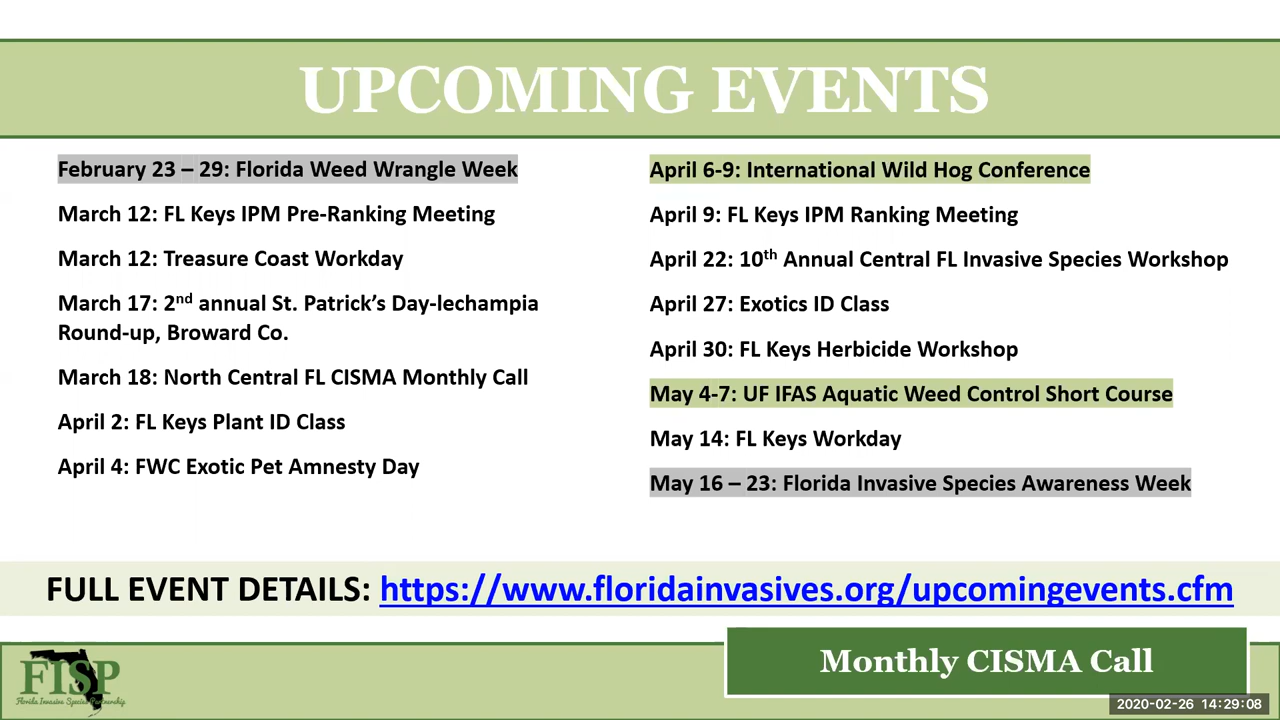 UPCOMING EVENTS
February 23 – 29: Florida Weed Wrangle Week
March 12: FL Keys IPM Pre-Ranking Meeting
March 12: Treasure Coast Workday
March 17: 2nd annual St. Patrick’s Day-lechampia
Round-up, Broward Co.
March 18: North Central FL CISMA Monthly Call
April 2: FL Keys Plant ID Class
April 4: FWC Exotic Pet Amnesty Day
April 6-9: International Wild Hog Conference
April 9: FL Keys IPM Ranking Meeting
April 22: 10th Annual Central FL Invasive Species Workshop
April 27: Exotics ID Class
April 30: FL Keys Herbicide Workshop
May 4-7: UF IFAS Aquatic Weed Control Short Course
May 14: FL Keys Workday
May 16 – 23: Florida Invasive Species Awareness Week
FULL EVENT DETAILS: https://www.floridainvasives.org/upcomingevents.cfm
FISP
Florida Invasive Species Partnership
Monthly CISMA Call
2020-02-26 14:29:08